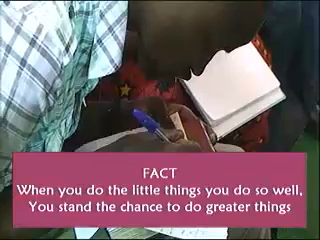 FACT
When you do the little things you do so well,
You stand the chance to do greater things